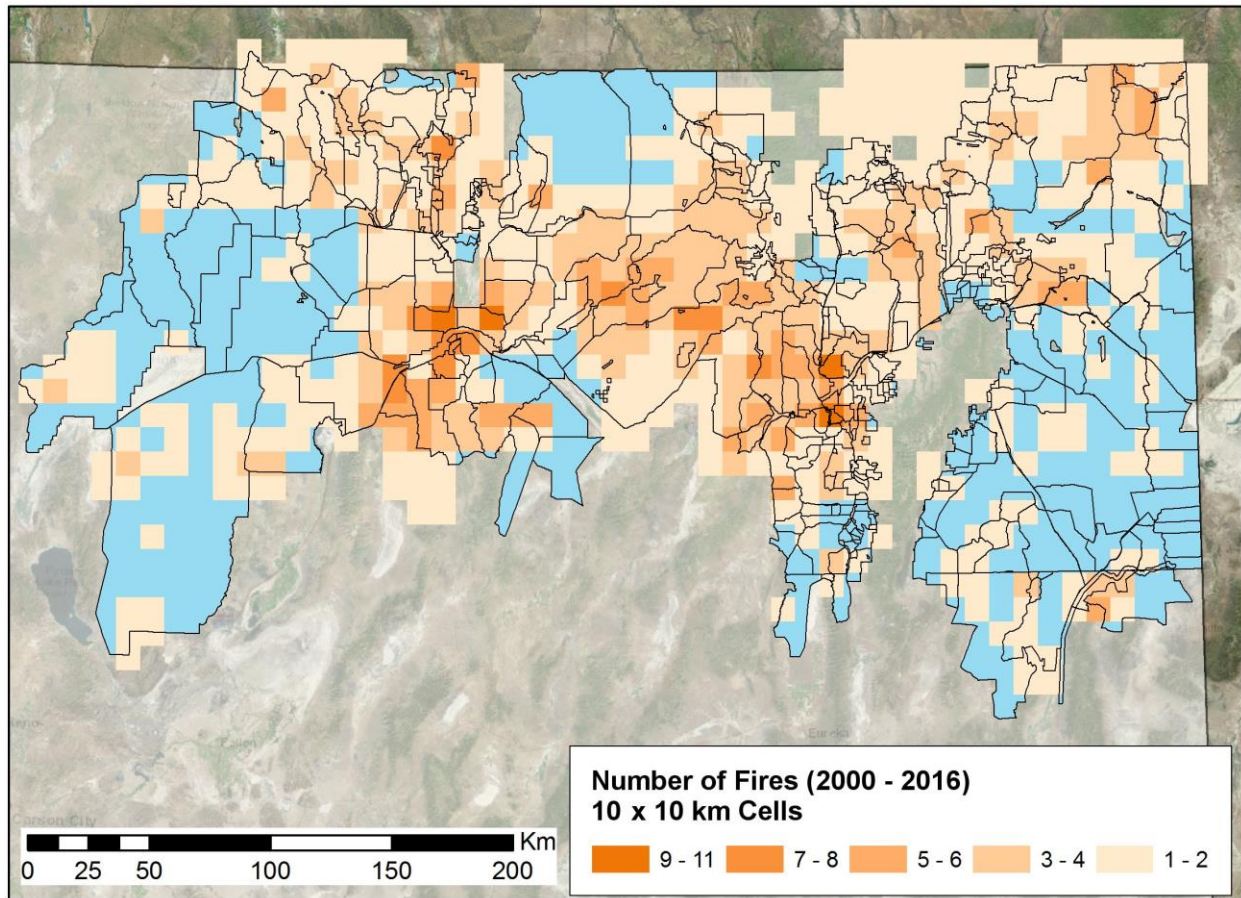 Eureka
Fallon
Carson City
Number of Fires (2000 - 2016)
10 x 10 km Cells
9 - 11
7 - 8
5 - 6
3 - 4
1 - 2
Km
0 25 50 100 150 200